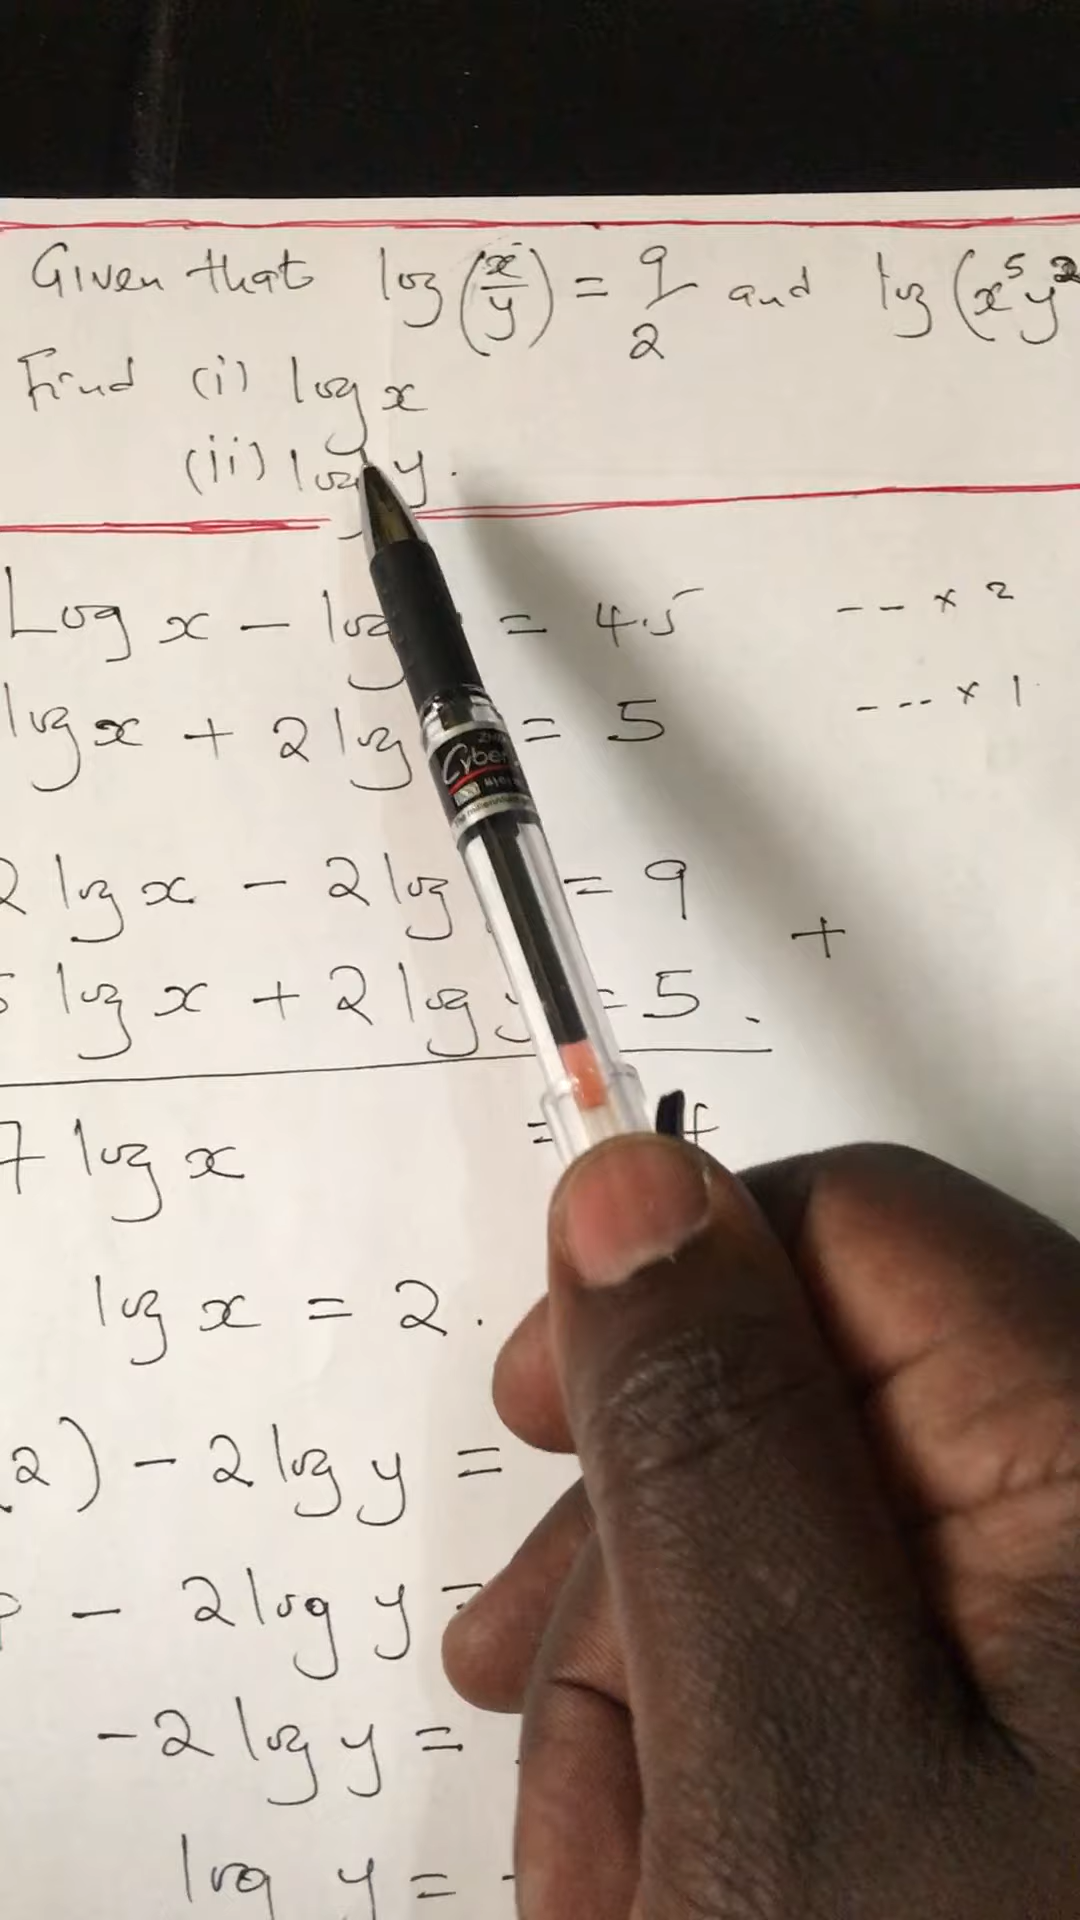 Given that log(x/y) = 9/2 and log(x⁵y²
Find (i) log x
(ii) log y.
Log x - log = 4.5 --- × 2
log x + 2 log = 5 --- × 1
2 log x - 2 log = 9
+
5 log x + 2 log y = 5.
7 log x =
log x = 2.
2) - 2 log y =
- 2 log y =
-2 log y =
log y = -
Cyber